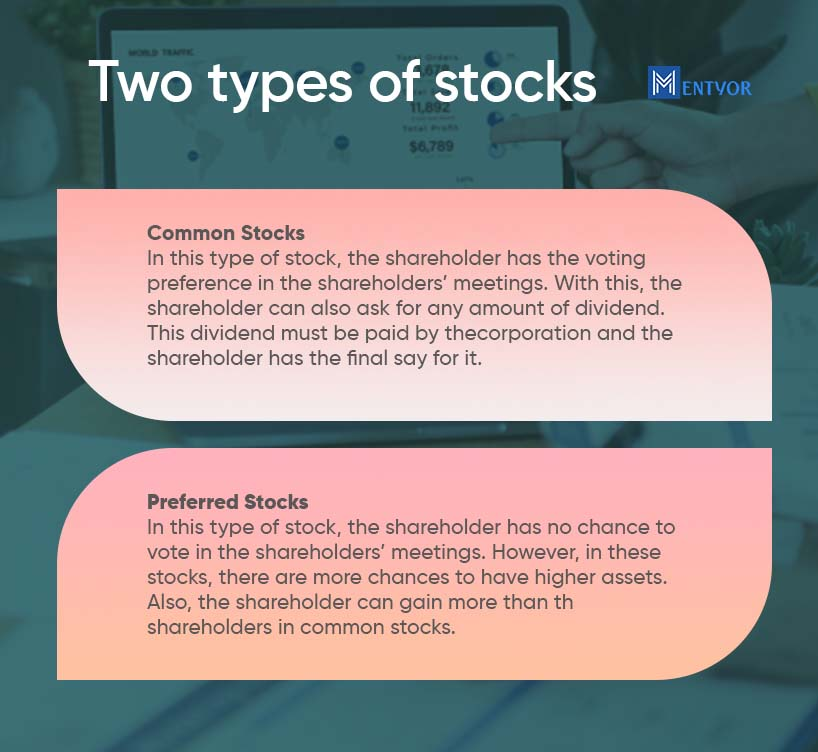 WORLD TRAFFIC
Total Orders
Two types of stocks
MENTYOR
11,892
Total Profit
$6,789
Common Stocks
In this type of stock, the shareholder has the voting
preference in the shareholders’ meetings. With this, the
shareholder can also ask for any amount of dividend.
This dividend must be paid by thecorporation and the
shareholder has the final say for it.
Preferred Stocks
In this type of stock, the shareholder has no chance to
vote in the shareholders’ meetings. However, in these
stocks, there are more chances to have higher assets.
Also, the shareholder can gain more than th
shareholders in common stocks.